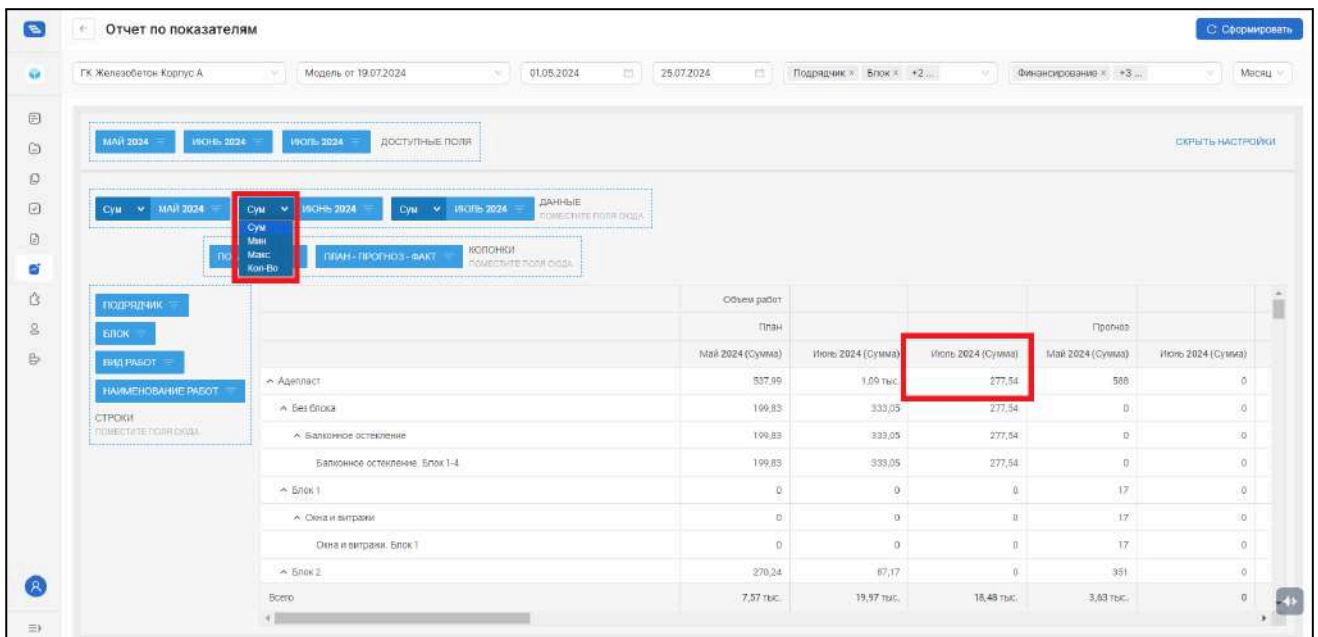 Отчет по показателям
Сформировать
ГК Железобетон Корпус А
Модель от 19.07.2024
01.05.2024
25.07.2024
Подрядчик × Блок × +2 ...
Финансирование × +3 ...
Месяц
МАЙ 2024
ИЮНЬ 2024
ИЮЛЬ 2024
ДОСТУПНЫЕ ПОЛЯ
СКРЫТЬ НАСТРОЙКИ
Сум МАЙ 2024
Сум ИЮНЬ 2024
Сум ИЮЛЬ 2024
ДАННЫЕ
ПОМЕСТИТЕ ПОЛЯ СЮДА
Сум
Мин
Макс
Кол-Во
ПО
ПЛАН - ПРОГНОЗ - ФАКТ
КОЛОНКИ
ПОМЕСТИТЕ ПОЛЯ СЮДА
ПОДРЯДЧИК
БЛОК
ВИД РАБОТ
НАИМЕНОВАНИЕ РАБОТ
СТРОКИ
ПОМЕСТИТЕ ПОЛЯ СЮДА
Объем работ
План Прогноз
Май 2024 (Сумма) Июнь 2024 (Сумма) Июль 2024 (Сумма) Май 2024 (Сумма) Июнь 2024 (Сумма)
Адепласт 537,99 1,09 тыс. 277,54 588 0
Без блока 199,83 333,05 277,54 0 0
Балконное остекление 199,83 333,05 277,54 0 0
Балконное остекление. Блок 1-4 199,83 333,05 277,54 0 0
Блок 1 0 0 0 17 0
Окна и витражи 0 0 0 17 0
Окна и витражи. Блок 1 0 0 0 17 0
Блок 2 270,24 87,17 0 351 0
Всего 7,57 тыс. 19,97 тыс. 18,48 тыс. 3,63 тыс. 0